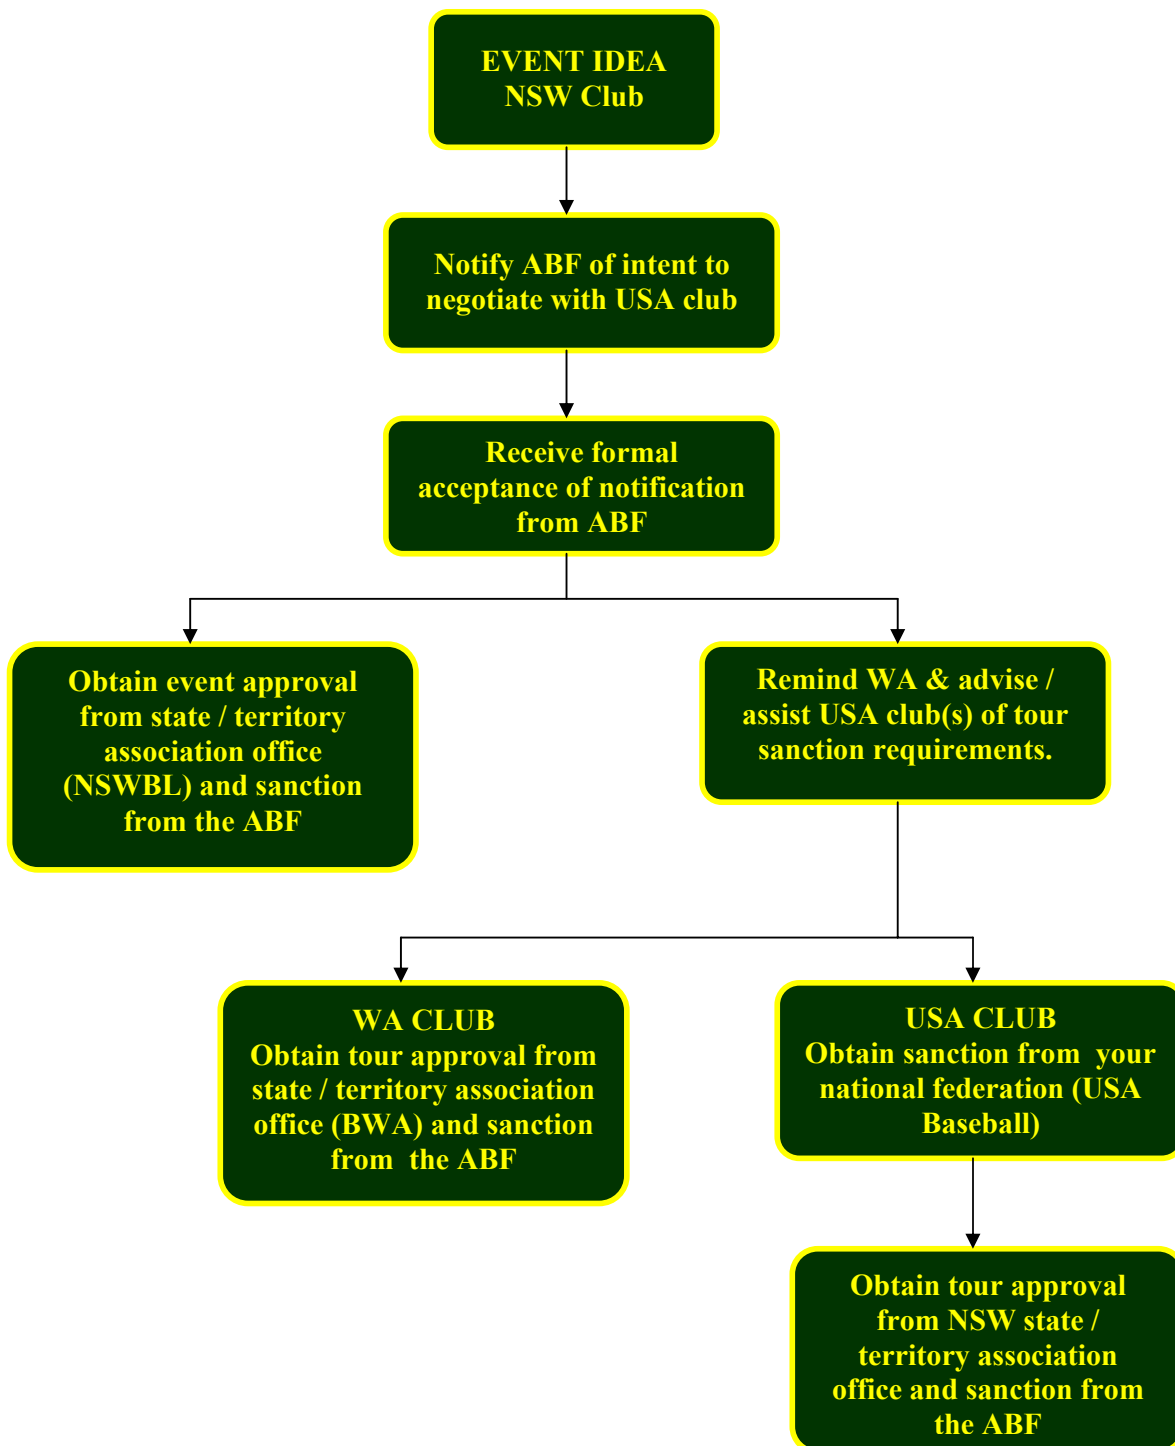 EVENT IDEA
NSW Club
Notify ABF of intent to
negotiate with USA club
Receive formal
acceptance of notification
from ABF
Obtain event approval
from state / territory
association office
(NSWBL) and sanction
from the ABF
Remind WA & advise /
assist USA club(s) of tour
sanction requirements.
WA CLUB
Obtain tour approval from
state / territory association
office (BWA) and sanction
from the ABF
USA CLUB
Obtain sanction from your
national federation (USA
Baseball)
Obtain tour approval
from NSW state /
territory association
office and sanction from
the ABF